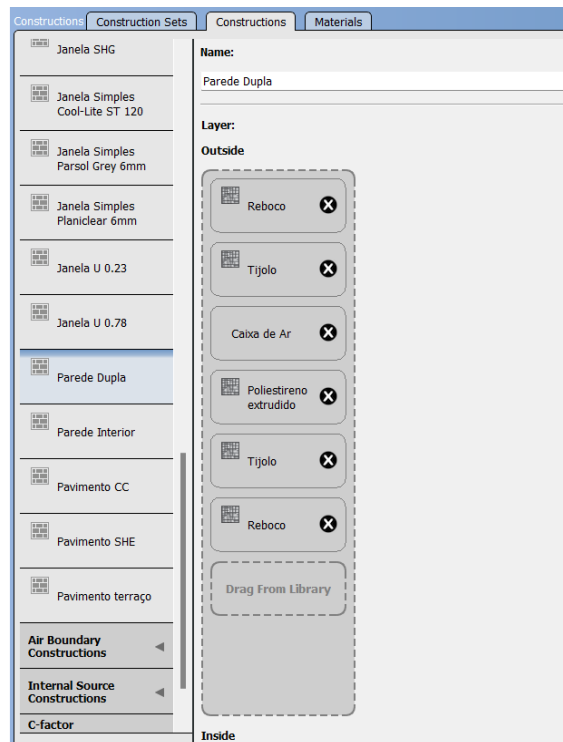 Constructions
Construction Sets
Constructions
Materials
Janela SHG
Janela Simples
Cool-Lite ST 120
Janela Simples
Parsol Grey 6mm
Janela Simples
Planiclear 6mm
Janela U 0.23
Janela U 0.78
Parede Dupla
Parede Interior
Pavimento CC
Pavimento SHE
Pavimento terraço
Air Boundary
Constructions
Internal Source
Constructions
C-factor
Name:
Parede Dupla
Layer:
Outside
Reboco
Tijolo
Caixa de Ar
Poliestireno
extrudido
Tijolo
Reboco
Drag From Library
Inside